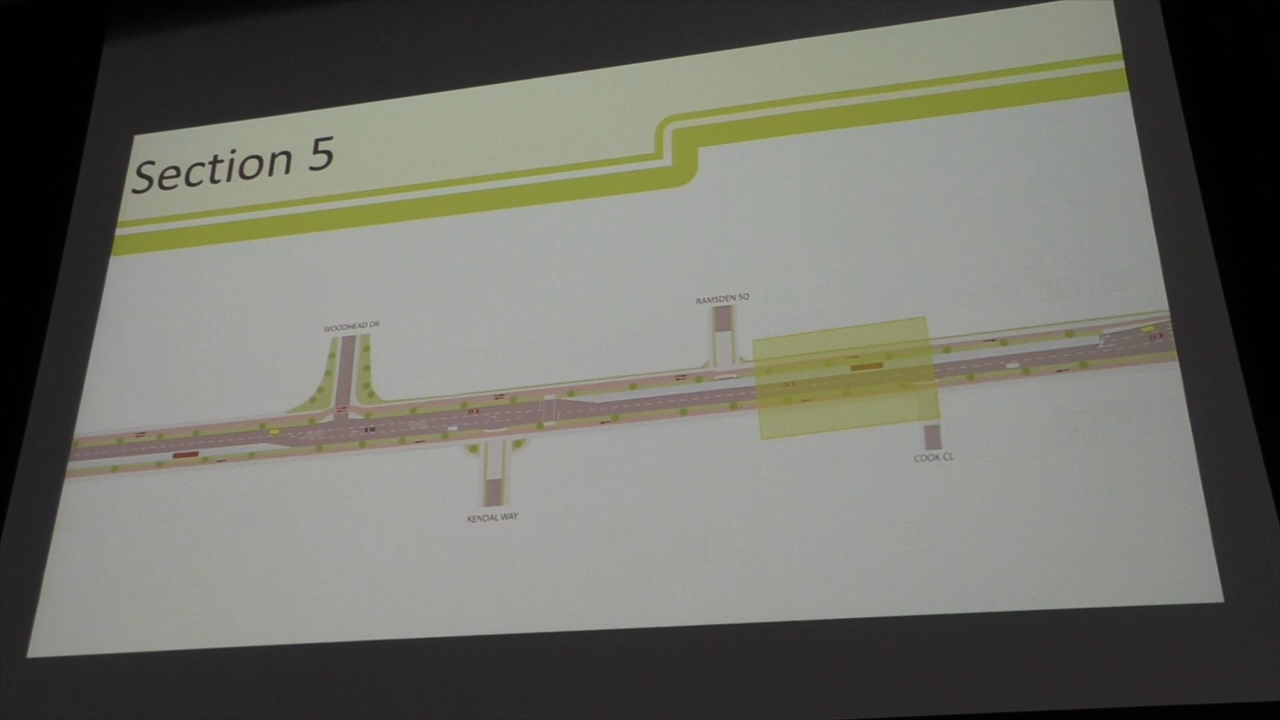 Section 5
WOODHEAD DR
RAMSDEN SQ
KENDAL WAY
COOK CL